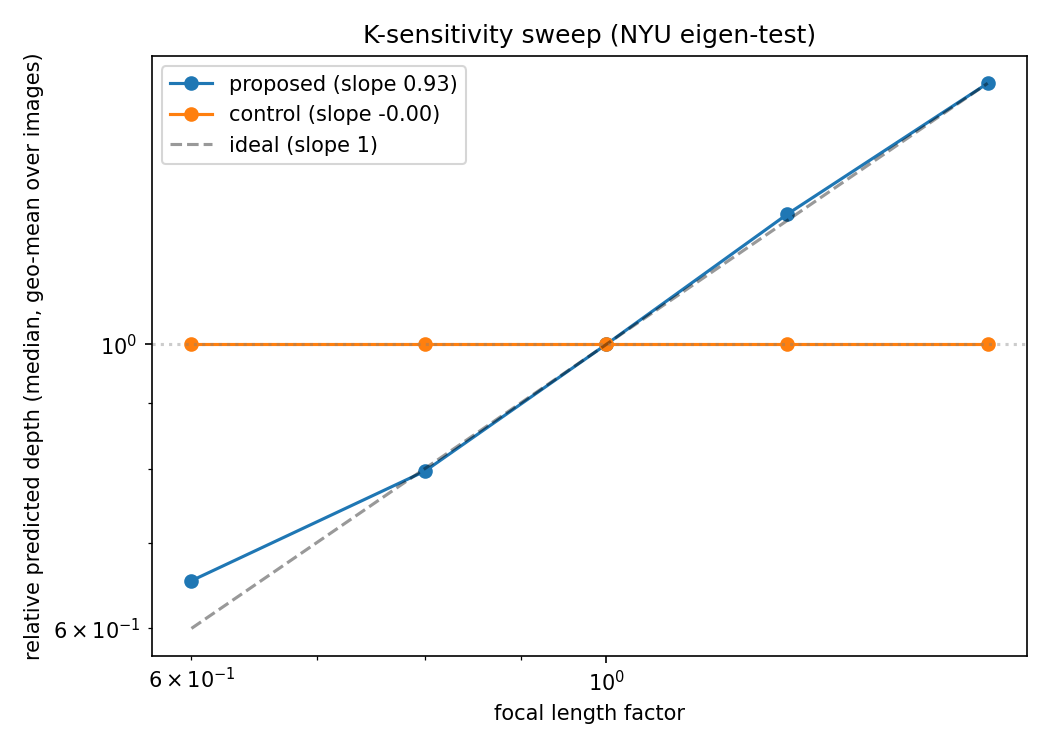 K-sensitivity sweep (NYU eigen-test)
proposed (slope 0.93)
control (slope -0.00)
ideal (slope 1)
relative predicted depth (median, geo-mean over images)
10⁰
6 × 10⁻¹
6 × 10⁻¹
10⁰
focal length factor